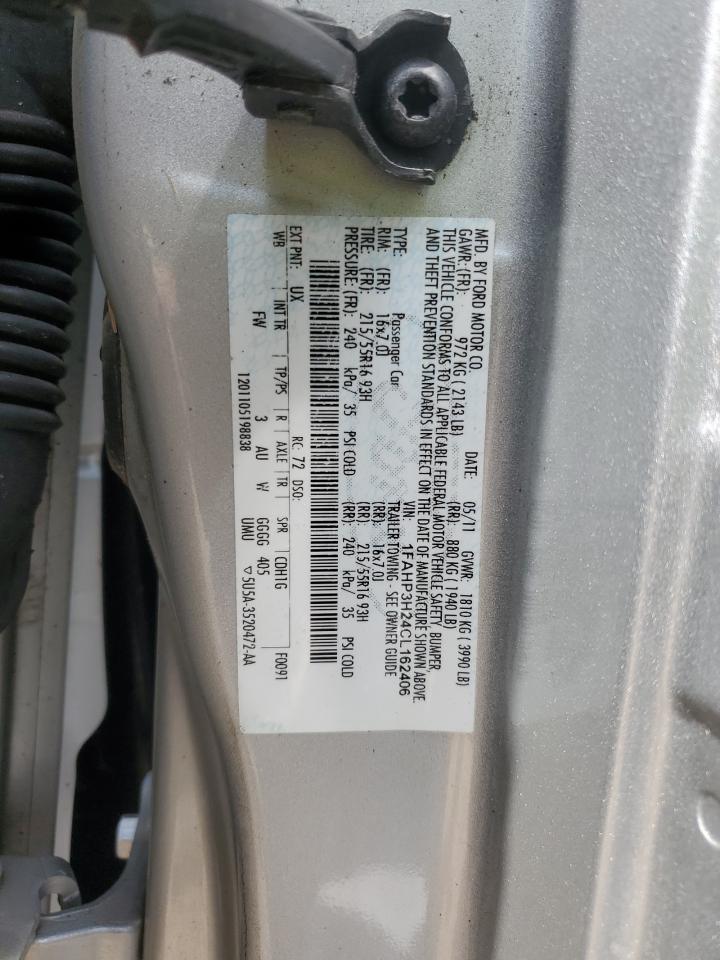 MFD. BY FORD MOTOR CO.
DATE: 05/11 GVWR: 1810 KG ( 3990 LB)
GAWR: (FR): 972 KG ( 2143 LB) (RR): 880 KG ( 1940 LB)
THIS VEHICLE CONFORMS TO ALL APPLICABLE FEDERAL MOTOR VEHICLE SAFETY, BUMPER,
AND THEFT PREVENTION STANDARDS IN EFFECT ON THE DATE OF MANUFACTURE SHOWN ABOVE.
VIN: 1FAHP3H24CL162406
TYPE: Passenger Car TRAILER TOWING - SEE OWNER GUIDE
RIM: (FR): 16x7.0J (RR): 16x7.0J
TIRE: (FR): 215/55R16 93H (RR): 215/55R16 93H
PRESSURE: (FR): 240 kPa/ 35 PSI COLD (RR): 240 kPa/ 35 PSI COLD
EXT PNT: UX RC: 72 DSO: F0091
WB INT TR TP/PS R AXLE TR SPR CDH1G
FW 3 AU W GGGG 405
1201105198838 UMU ▽5U5A-3520472-AA